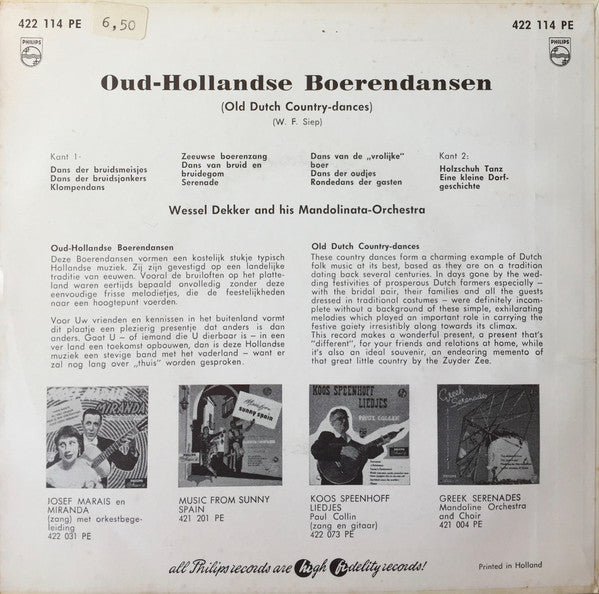 422 114 PE
6,50
422 114 PE
PHILIPS
PHILIPS
Oud-Hollandse Boerendansen
(Old Dutch Country-dances)
(W. F. Siep)
Kant 1-
Dans der bruidsmeisjes
Dans der bruidsjonkers
Klompendans
Zeeuwse boerenzang
Dans van bruid en
bruidegom
Serenade
Dans van de „vrolijke"
boer
Dans der oudjes
Rondedans der gasten
Kant 2:
Holzschuh Tanz
Eine kleine Dorf-
geschichte
Wessel Dekker and his Mandolinata-Orchestra
Oud-Hollandse Boerendansen
Deze Boerendansen vormen een kostelijk stukje typisch
Hollandse muziek. Zij zijn gevestigd op een landelijke
traditie van eeuwen. Vooral de bruiloften op het platte-
land waren eertijds bepaald onvolledig zonder deze
eenvoudige frisse melodietjes, die de feestelijkheden
naar een hoogtepunt voerden.
Voor Uw vrienden en kennissen in het buitenland vormt
dit plaatje een plezierig presentje dat anders is dan
anders. Gaat U – of iemand die U dierbaar is – in een
ver land een toekomst opbouwen, dan is deze Hollandse
muziek een stevige band met het vaderland – want er
zal nog lang over „thuis" worden gesproken.
Old Dutch Country-dances
These country dances form a charming example of Dutch
folk music at its best, based as they are on a tradition
dating back several centuries. In days gone by the wed-
ding festivities of prosperous Dutch farmers especially –
with the bridal pair, their families and all the guests
dressed in traditional costumes – were definitely incom-
plete without a background of these simple, exhilarating
melodies which played an important role in carrying the
festive gaiety irresistibly along towards its climax.
This record makes a wonderful present, a present that's
"different", for your friends and relations at home, while
it's also an ideal souvenir, an endearing memento of
that great little country by the Zuyder Zee.
MIRANDA
Music from
sunny spain
KOOS SPEENHOFF
LIEDJES
PAUL COLLIN
Greek
Serenades
JOSEF MARAIS en
MIRANDA
(zang) met orkestbege-
leiding
422 031 PE
MUSIC FROM SUNNY
SPAIN
421 201 PE
KOOS SPEENHOFF
LIEDJES
Paul Collin
(zang en gitaar)
422 073 PE
GREEK SERENADES
Mandoline Orchestra
and Choir
421 004 PE
all Philips records are high fidelity records!
Printed in Holland